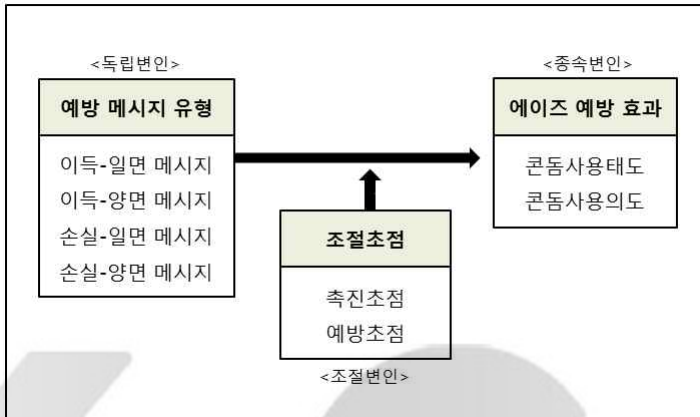 <독립변인>
예방 메시지 유형
이득-일면 메시지
이득-양면 메시지
손실-일면 메시지
손실-양면 메시지
<종속변인>
에이즈 예방 효과
콘돔사용태도
콘돔사용의도
조절초점
촉진초점
예방초점
<조절변인>